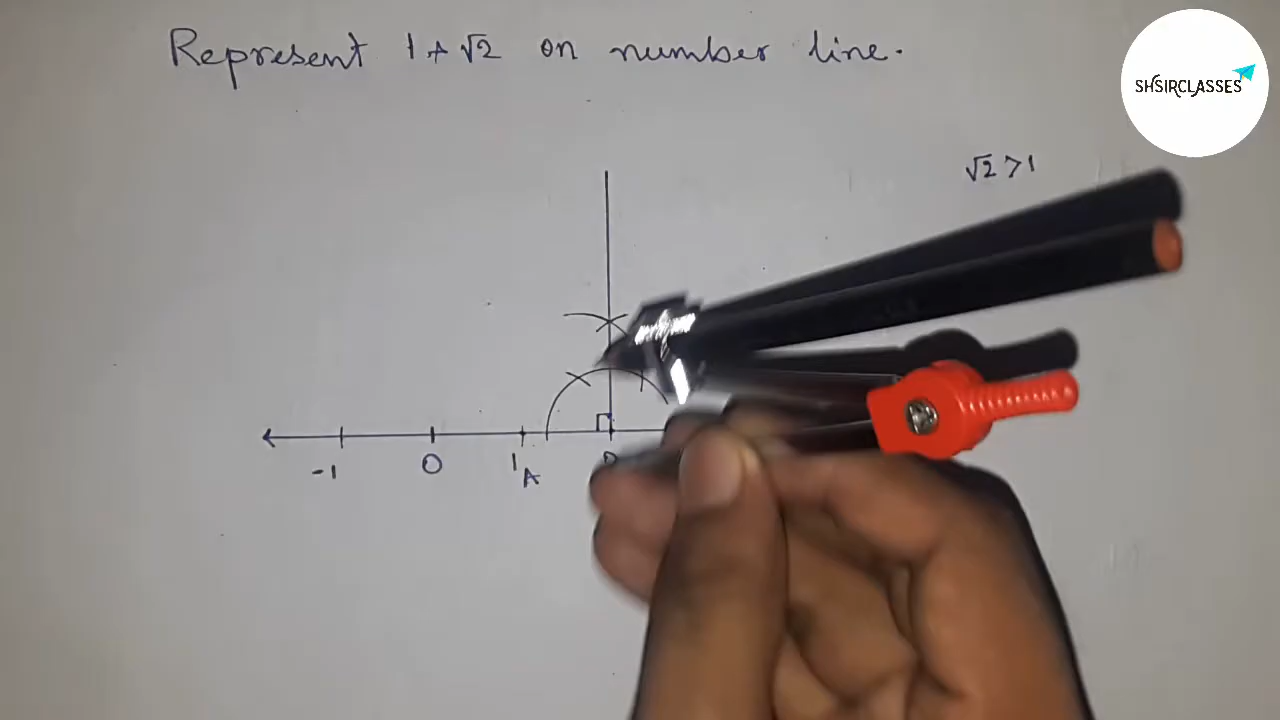 Represent 1+√2 on number line.
SHSIRCLASSES
√2 >1
-1 0 1
A